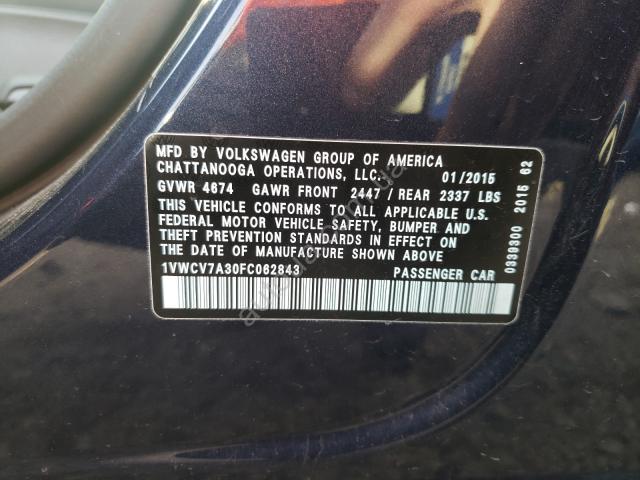 MFD BY VOLKSWAGEN GROUP OF AMERICA
CHATTANOOGA OPERATIONS, LLC. 01/2015
GVWR 4674 GAWR FRONT 2447 / REAR 2337 LBS
THIS VEHICLE CONFORMS TO ALL APPLICABLE U.S.
FEDERAL MOTOR VEHICLE SAFETY, BUMPER AND
THEFT PREVENTION STANDARDS IN EFFECT ON
THE DATE OF MANUFACTURE SHOWN ABOVE
1VWCV7A30FC062843 PASSENGER CAR
0339300 2015 62